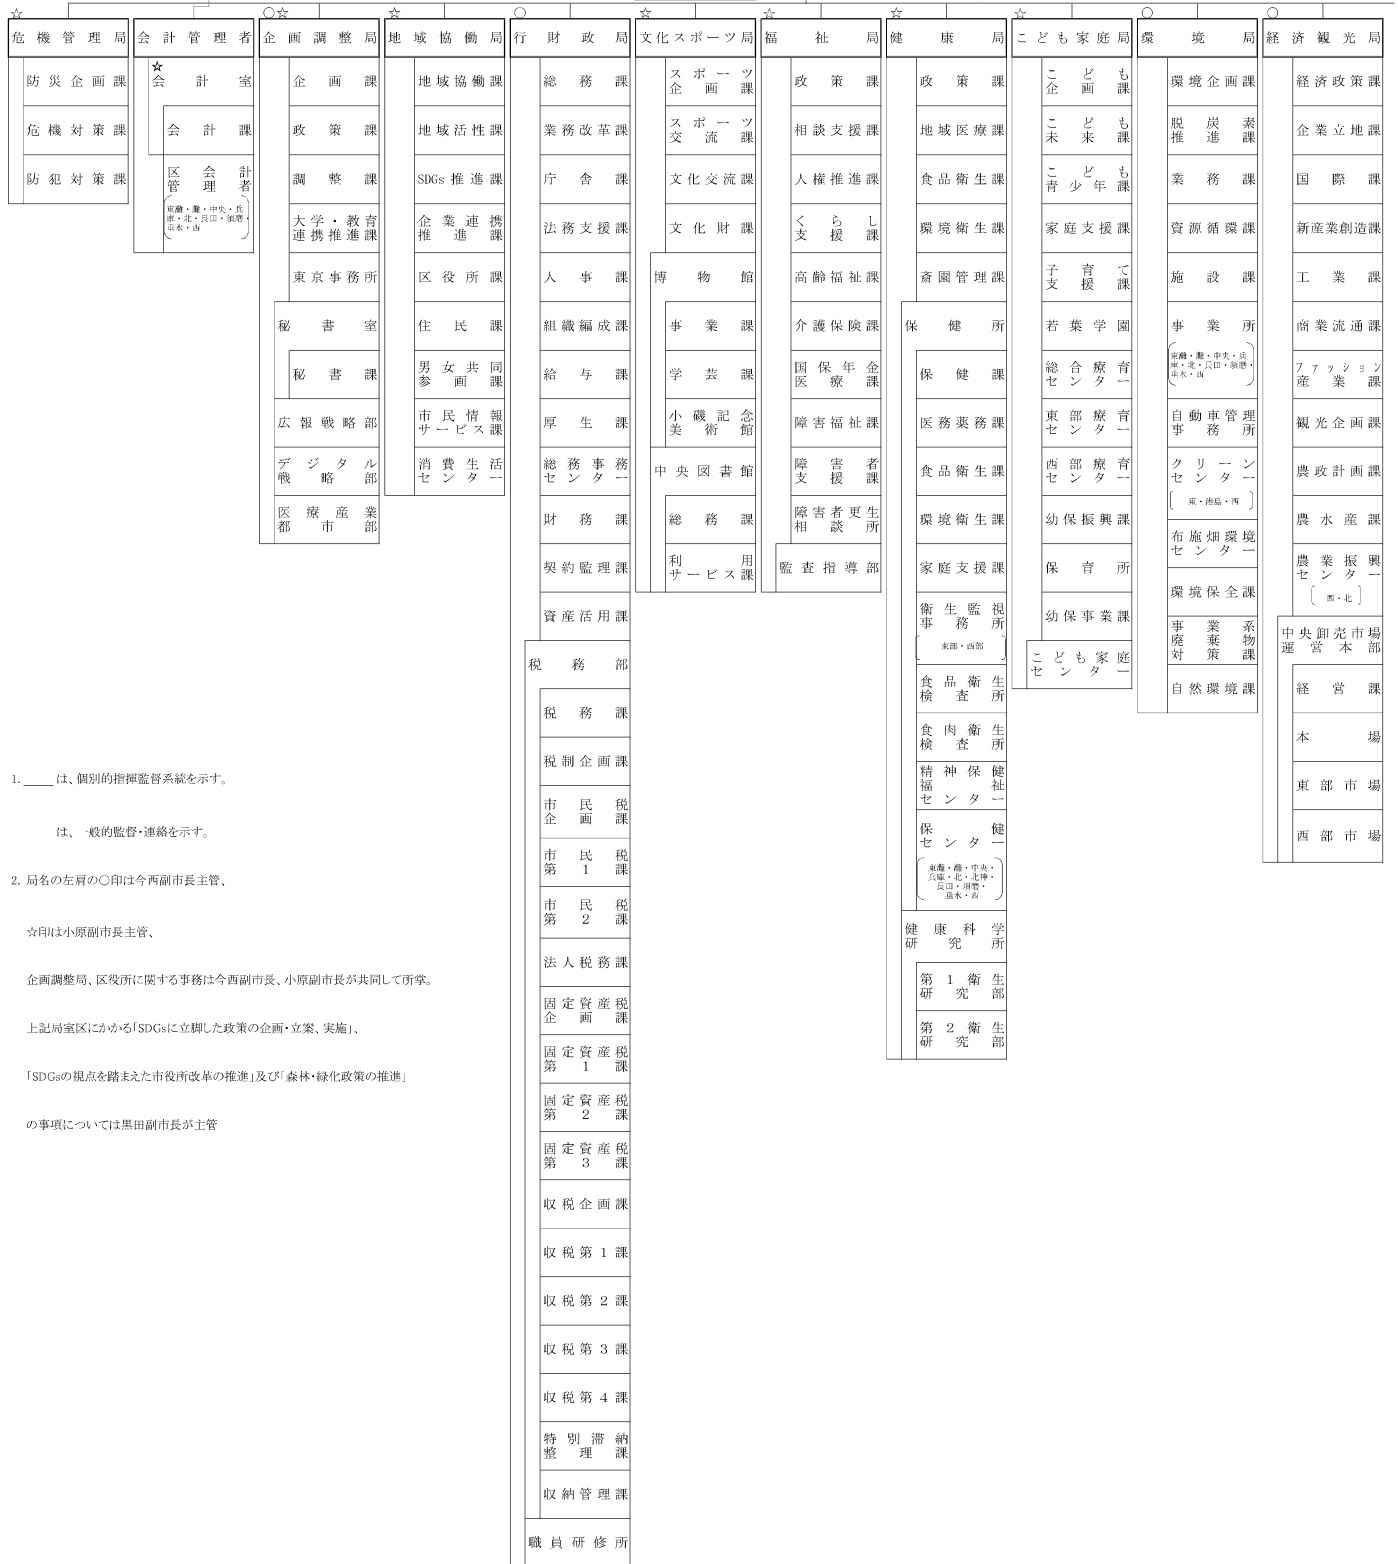 ☆
危機管理局
防災企画課
危機対策課
防犯対策課
会計管理者
☆
会計室
会計課
区会計
管理者
東灘・灘・中央・兵
庫・北・長田・須磨・
垂水・西
○☆
企画調整局
企画課
政策課
調整課
大学・教育
連携推進課
東京事務所
秘書室
秘書課
広報戦略部
デジタル
戦略部
医療産業
都市部
☆
地域協働局
地域協働課
地域活性課
SDGs推進課
企業連携
推進課
区役所課
住民課
男女共同
参画課
市民情報
サービス課
消費生活
センター
○
行財政局
総務課
業務改革課
庁舎課
法務支援課
人事課
組織編成課
給与課
厚生課
総務事務
センター
財務課
契約監理課
資産活用課
税務部
税務課
税制企画課
市民税
企画課
市民税
第1課
市民税
第2課
法人税務課
固定資産税
企画課
固定資産税
第1課
固定資産税
第2課
固定資産税
第3課
収税企画課
収税第1課
収税第2課
収税第3課
収税第4課
特別滞納
整理課
収納管理課
職員研修所
☆
文化スポーツ局
スポーツ
企画課
スポーツ
交流課
文化交流課
文化財課
博物館
事業課
学芸課
小磯記念
美術館
中央図書館
総務課
利用
サービス課
☆
福祉局
政策課
相談支援課
人権推進課
くらし
支援課
高齢福祉課
介護保険課
国保年金
医療課
障害福祉課
障害者
支援課
障害者更生
相談所
監査指導部
☆
健康局
政策課
地域医療課
食品衛生課
環境衛生課
斎園管理課
保健所
保健課
医務薬務課
食品衛生課
環境衛生課
家庭支援課
衛生監視
事務所
東部・西部
食品衛生
検査所
食肉衛生
検査所
精神保健
福祉
センター
保健
センター
東灘・灘・中央・
兵庫・北・北神・
長田・須磨・
垂水・西
健康科学
研究所
第1衛生
研究部
第2衛生
研究部
☆
こども家庭局
こども
企画課
こども
未来課
こども
青少年課
家庭支援課
子育て
支援課
若葉学園
総合療育
センター
東部療育
センター
西部療育
センター
幼保振興課
保育所
幼保事業課
こども家庭
センター
○
環境局
環境企画課
脱炭素
推進課
業務課
資源循環課
施設課
事業所
東灘・灘・中央・兵
庫・北・長田・須磨・
垂水・西
自動車管理
事務所
クリーン
センター
東・港島・西
布施畑環境
センター
環境保全課
事業系
廃棄物
対策課
自然環境課
○
経済観光局
経済政策課
企業立地課
国際課
新産業創造課
工業課
商業流通課
ファッション
産業課
観光企画課
農政計画課
農水産課
農業振興
センター
西・北
中央卸売市場
運営本部
経営課
本場
東部市場
西部市場
1. ____ は、個別的指揮監督系統を示す。
は、一般的監督・連絡を示す。
2. 局名の左肩の○印は今西副市長主管、
☆印は小原副市長主管、
企画調整局、区役所に関する事務は今西副市長、小原副市長が共同して所掌。
上記局室区にかかる「SDGsに立脚した政策の企画・立案、実施」、
「SDGsの視点を踏まえた市役所改革の推進」及び「森林・緑化政策の推進」
の事項については黒田副市長が主管